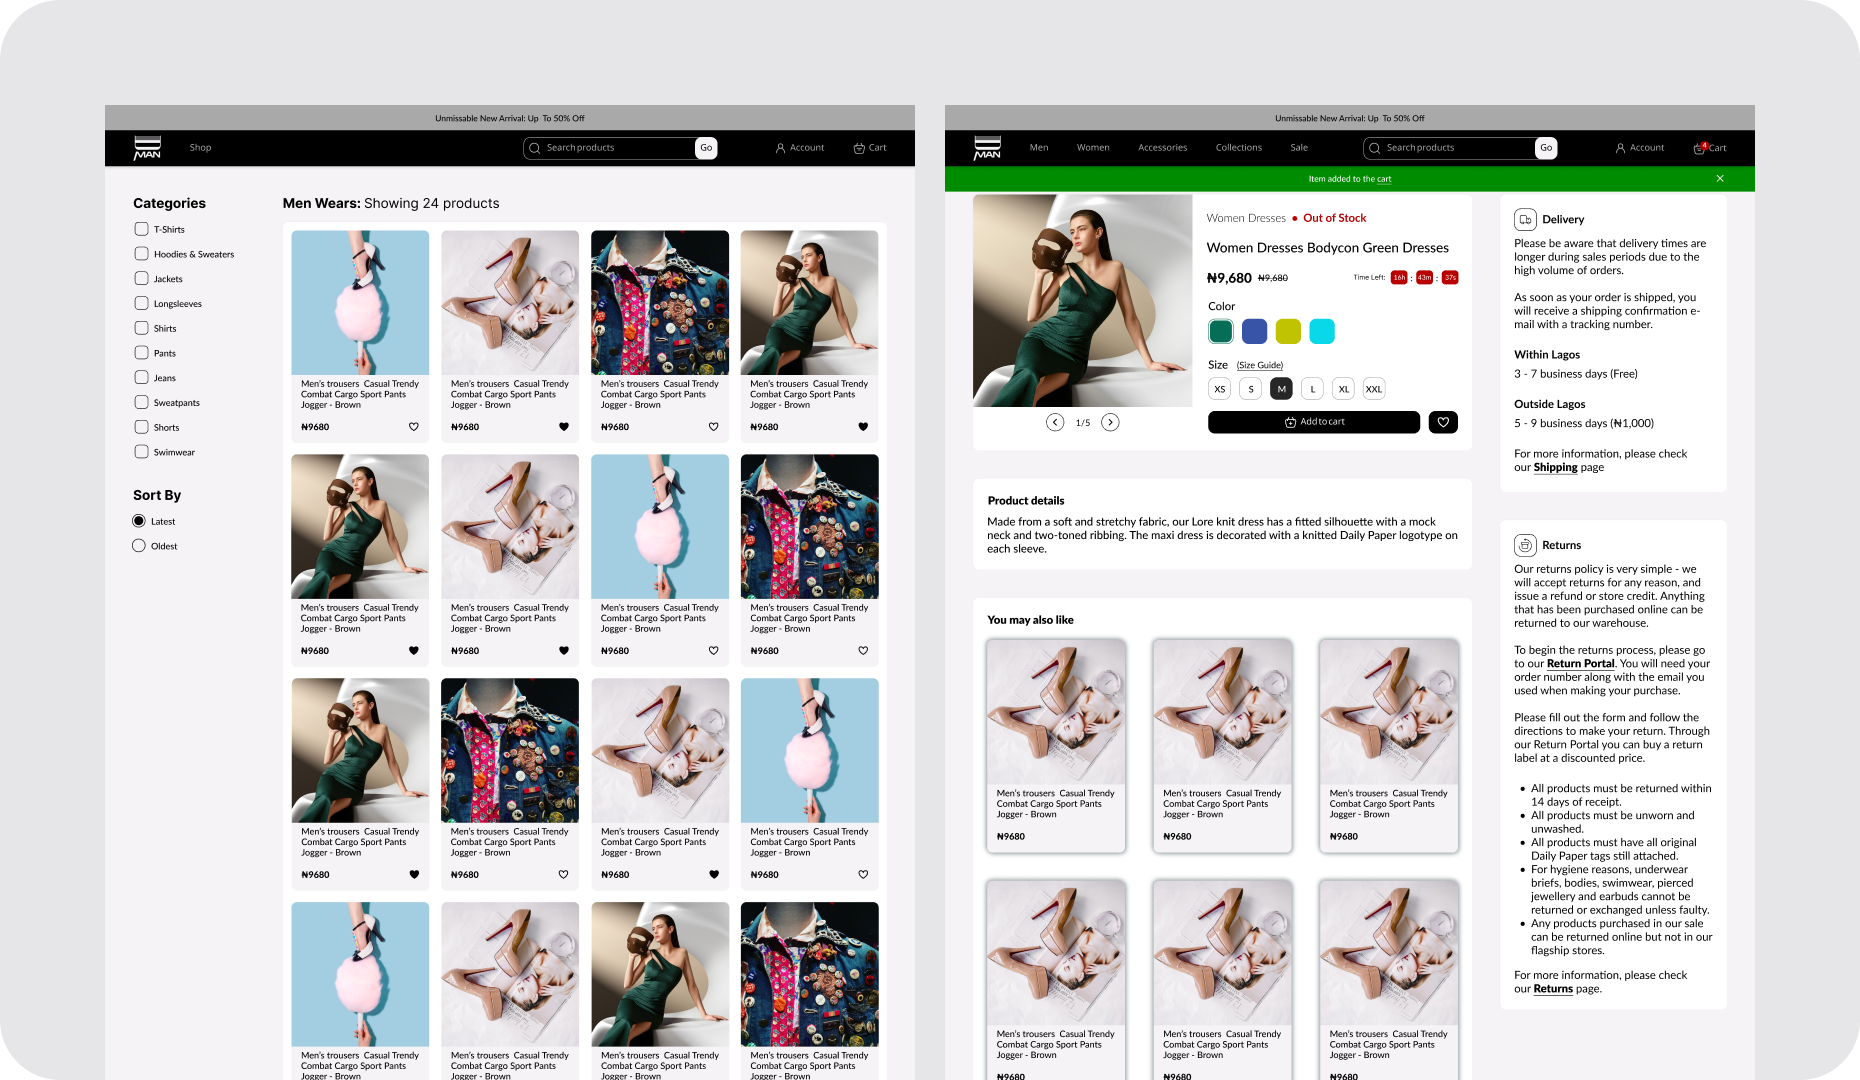 Unmissable New Arrival: Up To 50% Off
MAN
Shop
Search products
Go
Account
Cart
Categories
T-Shirts
Hoodies & Sweaters
Jackets
Longsleeves
Shirts
Pants
Jeans
Sweatpants
Shorts
Swimwear
Sort By
Latest
Oldest
Men Wears: Showing 24 products
Men's trousers Casual Trendy
Combat Cargo Sport Pants
Jogger - Brown
₦9680
Men's trousers Casual Trendy
Combat Cargo Sport Pants
Jogger - Brown
₦9680
Men's trousers Casual Trendy
Combat Cargo Sport Pants
Jogger - Brown
₦9680
Men's trousers Casual Trendy
Combat Cargo Sport Pants
Jogger - Brown
₦9680
Men's trousers Casual Trendy
Combat Cargo Sport Pants
Jogger - Brown
₦9680
Men's trousers Casual Trendy
Combat Cargo Sport Pants
Jogger - Brown
₦9680
Men's trousers Casual Trendy
Combat Cargo Sport Pants
Jogger - Brown
₦9680
Men's trousers Casual Trendy
Combat Cargo Sport Pants
Jogger - Brown
₦9680
Men's trousers Casual Trendy
Combat Cargo Sport Pants
Jogger - Brown
₦9680
Men's trousers Casual Trendy
Combat Cargo Sport Pants
Jogger - Brown
₦9680
Men's trousers Casual Trendy
Combat Cargo Sport Pants
Jogger - Brown
₦9680
Men's trousers Casual Trendy
Combat Cargo Sport Pants
Jogger - Brown
₦9680
Men's trousers Casual Trendy
Combat Cargo Sport Pants
Jogger - Brown
Men's trousers Casual Trendy
Combat Cargo Sport Pants
Jogger - Brown
Men's trousers Casual Trendy
Combat Cargo Sport Pants
Jogger - Brown
Men's trousers Casual Trendy
Combat Cargo Sport Pants
Jogger - Brown
Unmissable New Arrival: Up To 50% Off
MAN
Men
Women
Accessories
Collections
Sale
Search products
Go
Account
4
Cart
Item added to the cart
Women Dresses • Out of Stock
Women Dresses Bodycon Green Dresses
₦9,680 ₦9,680
Time Left: 16h : 43m : 37s
Color
Size (Size Guide)
XS S M L XL XXL
1/5
Add to cart
Product details
Made from a soft and stretchy fabric, our Lore knit dress has a fitted silhouette with a mock
neck and two-toned ribbing. The maxi dress is decorated with a knitted Daily Paper logotype on
each sleeve.
You may also like
Men's trousers Casual Trendy
Combat Cargo Sport Pants
Jogger - Brown
₦9680
Men's trousers Casual Trendy
Combat Cargo Sport Pants
Jogger - Brown
₦9680
Men's trousers Casual Trendy
Combat Cargo Sport Pants
Jogger - Brown
₦9680
Men's trousers Casual Trendy
Combat Cargo Sport Pants
Jogger - Brown
₦9680
Men's trousers Casual Trendy
Combat Cargo Sport Pants
Jogger - Brown
₦9680
Men's trousers Casual Trendy
Combat Cargo Sport Pants
Jogger - Brown
₦9680
Delivery
Please be aware that delivery times are
longer during sales periods due to the
high volume of orders.
As soon as your order is shipped, you
will receive a shipping confirmation e-
mail with a tracking number.
Within Lagos
3 - 7 business days (Free)
Outside Lagos
5 - 9 business days (₦1,000)
For more information, please check
our Shipping page
Returns
Our returns policy is very simple - we
will accept returns for any reason, and
issue a refund or store credit. Anything
that has been purchased online can be
returned to our warehouse.
To begin the returns process, please go
to our Return Portal. You will need your
order number along with the email you
used when making your purchase.
Please fill out the form and follow the
directions to make your return. Through
our Return Portal you can buy a return
label at a discounted price.
• All products must be returned within
14 days of receipt.
• All products must be unworn and
unwashed.
• All products must have all original
Daily Paper tags still attached.
• For hygiene reasons, underwear
briefs, bodies, swimwear, pierced
jewellery and earbuds cannot be
returned or exchanged unless faulty.
• Any products purchased in our sale
can be returned online but not in our
flagship stores.
For more information, please check
our Returns page.